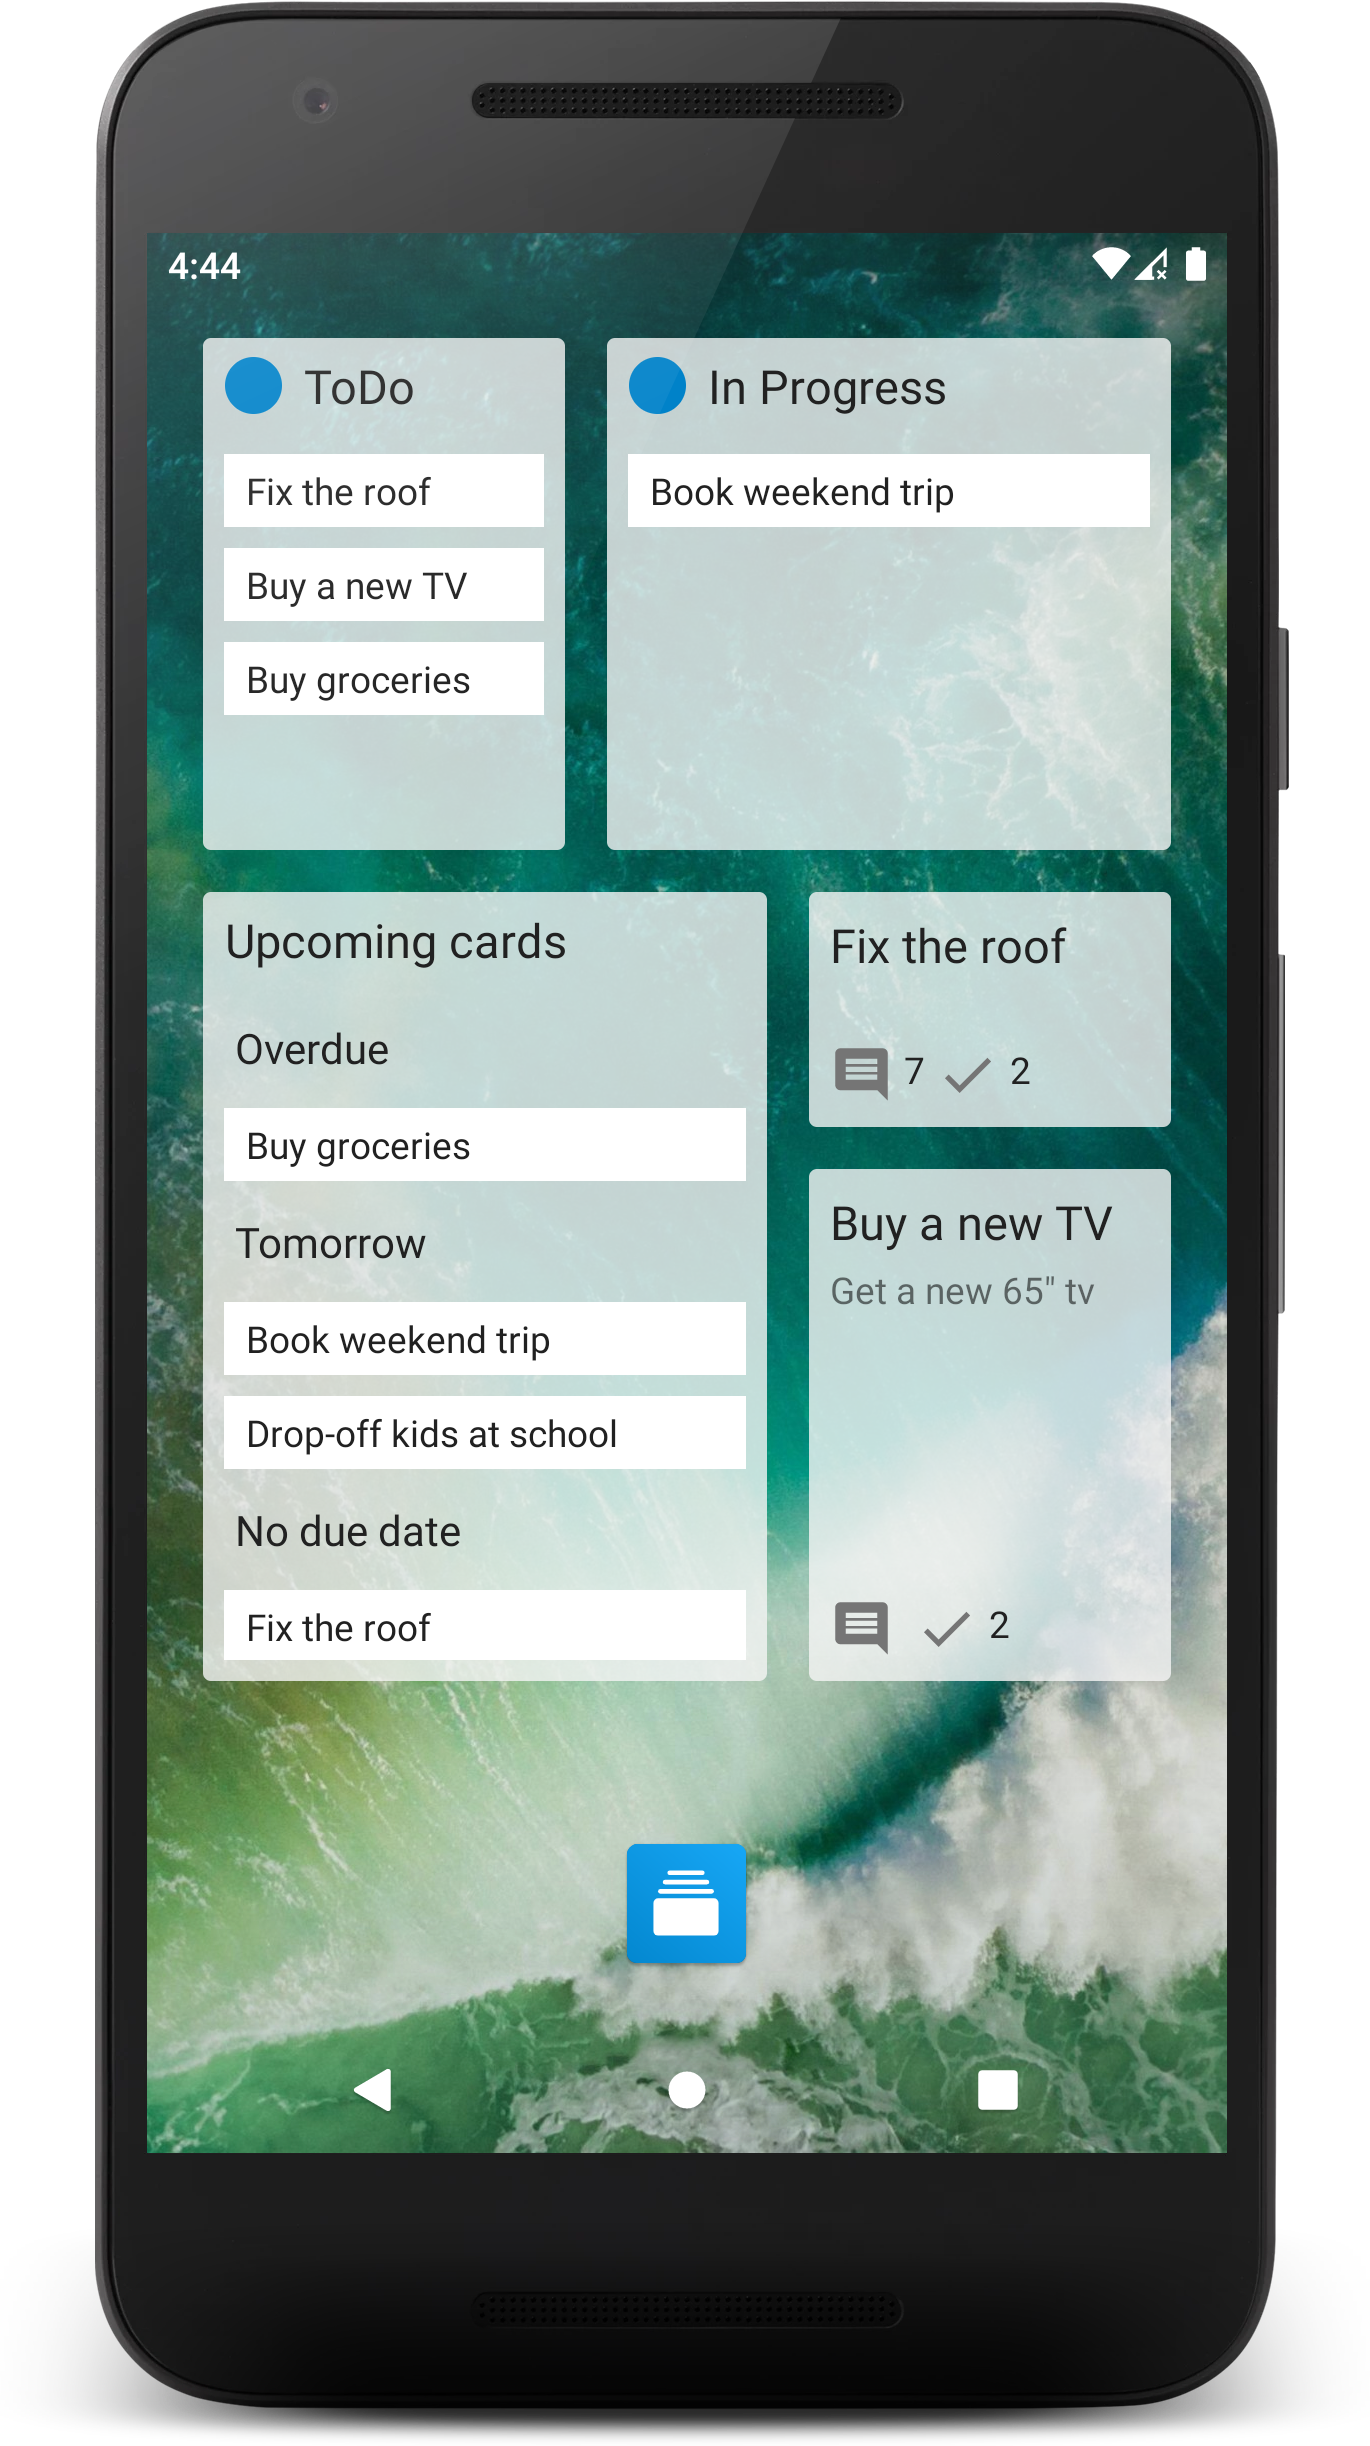 4:44
ToDo
Fix the roof
Buy a new TV
Buy groceries
In Progress
Book weekend trip
Upcoming cards
Overdue
Buy groceries
Tomorrow
Book weekend trip
Drop-off kids at school
No due date
Fix the roof
Fix the roof
7 2
Buy a new TV
Get a new 65" tv
2